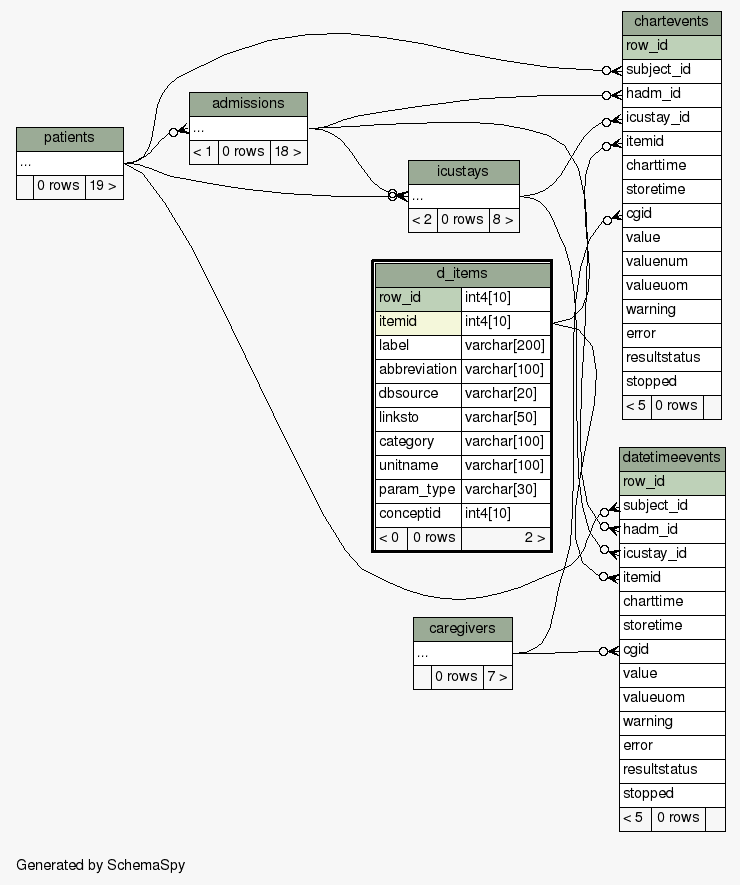 patients
...
0 rows 19 >
admissions
...
< 1 0 rows 18 >
icustays
...
< 2 0 rows 8 >
d_items
row_id int4[10]
itemid int4[10]
label varchar[200]
abbreviation varchar[100]
dbsource varchar[20]
linksto varchar[50]
category varchar[100]
unitname varchar[100]
param_type varchar[30]
conceptid int4[10]
< 0 0 rows 2 >
caregivers
...
0 rows 7 >
chartevents
row_id
subject_id
hadm_id
icustay_id
itemid
charttime
storetime
cgid
value
valuenum
valueuom
warning
error
resultstatus
stopped
< 5 0 rows
datetimeevents
row_id
subject_id
hadm_id
icustay_id
itemid
charttime
storetime
cgid
value
valueuom
warning
error
resultstatus
stopped
< 5 0 rows
Generated by SchemaSpy